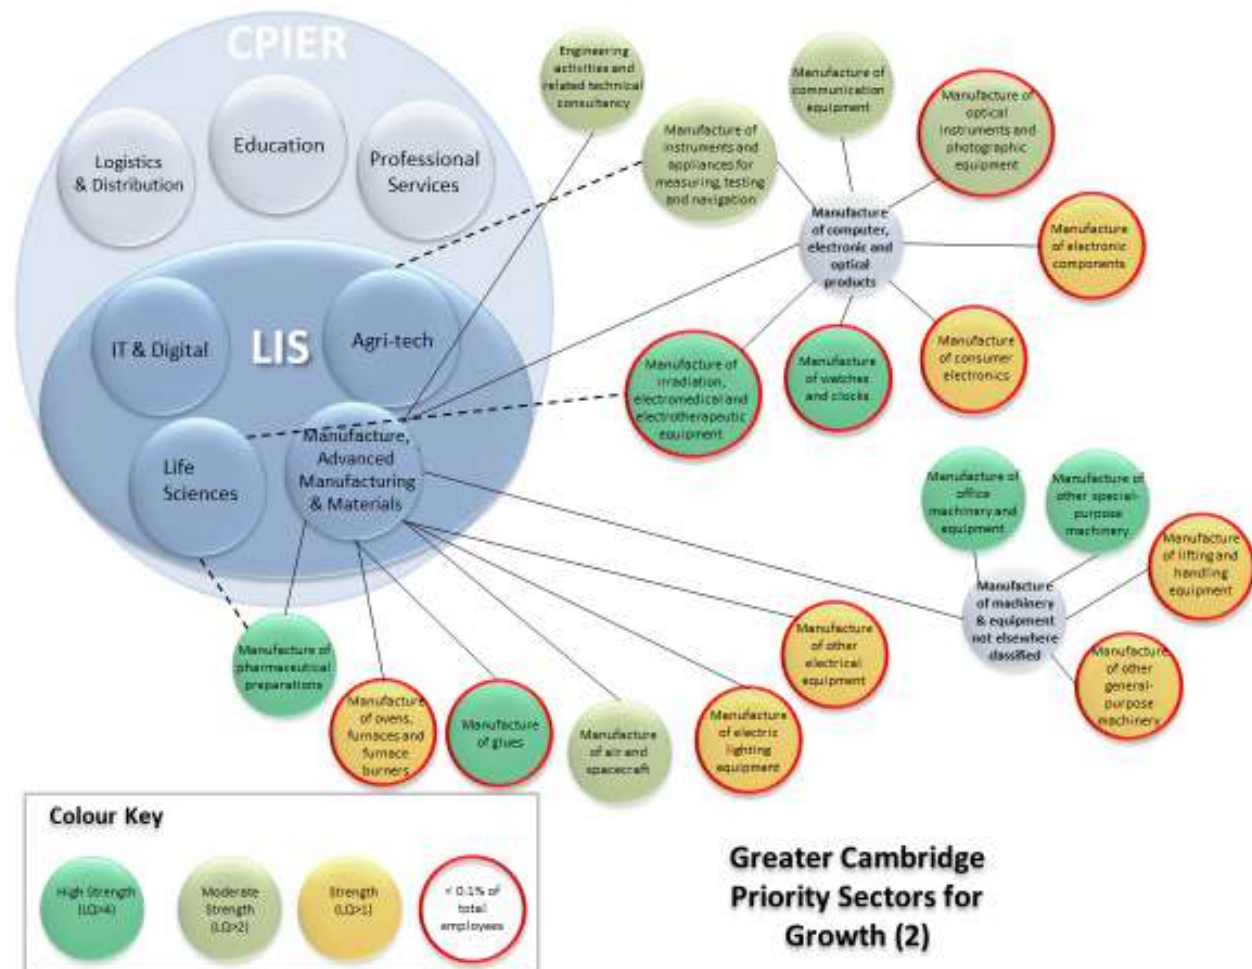 CPIER
Logistics
& Distribution
Education
Professional
Services
IT & Digital
LIS
Agri-tech
Life
Sciences
Manufacture,
Advanced
Manufacturing
& Materials
Engineering
activities and
related technical
consultancy
Manufacture of
instruments and
appliances for
measuring, testing
and navigation
Manufacture of
communication
equipment
Manufacture of
optical
instruments and
photographic
equipment
Manufacture
of computer,
electronic and
optical
products
Manufacture
of electronic
components
Manufacture of
irradiation,
electromedical and
electrotherapeutic
equipment
Manufacture
of watches
and clocks
Manufacture
of consumer
electronics
Manufacture of
office
machinery and
equipment
Manufacture of
other special-
purpose
machinery
Manufacture
of lifting and
handling
equipment
Manufacture
of machinery
& equipment
not elsewhere
classified
Manufacture
of other
general-
purpose
machinery
Manufacture of
pharmaceutical
preparations
Manufacture
of ovens,
furnaces and
furnace
burners
Manufacture
of glues
Manufacture
of air and
spacecraft
Manufacture
of electric
lighting
equipment
Manufacture
of other
electrical
equipment
Colour Key
High Strength
(LQ>4)
Moderate
Strength
(LQ>2)
Strength
(LQ>1)
< 0.1% of
total
employees
Greater Cambridge
Priority Sectors for
Growth (2)